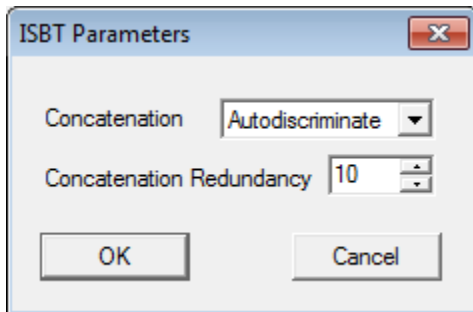 ISBT Parameters
Concatenation Autodiscriminate
Concatenation Redundancy 10
OK Cancel